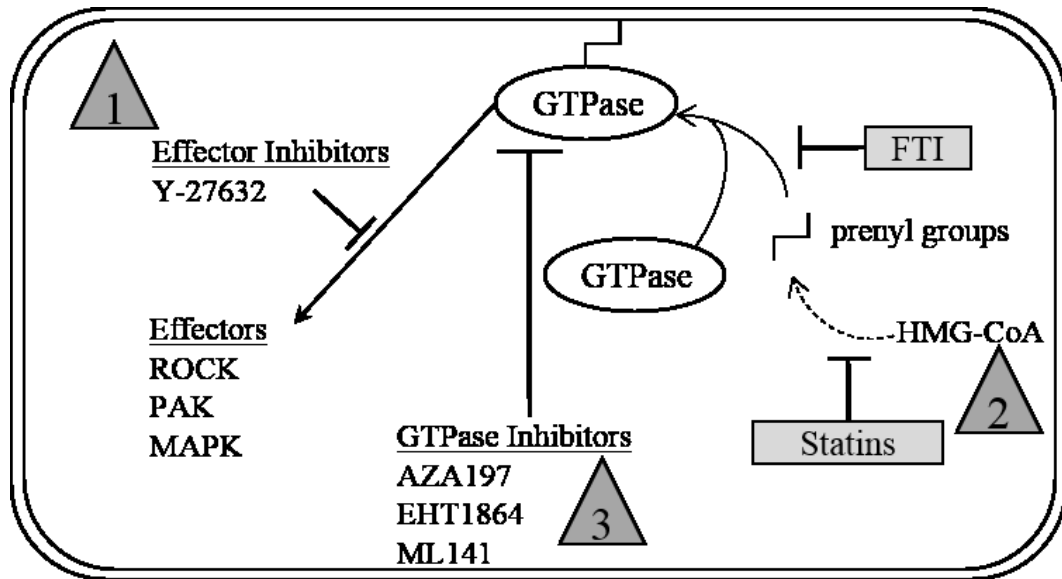 1
GTPase
Effector Inhibitors
Y-27632
FTI
prenyl groups
GTPase
Effectors
ROCK
PAK
MAPK
HMG-CoA
2
Statins
GTPase Inhibitors
AZA197
EHT1864
ML141
3